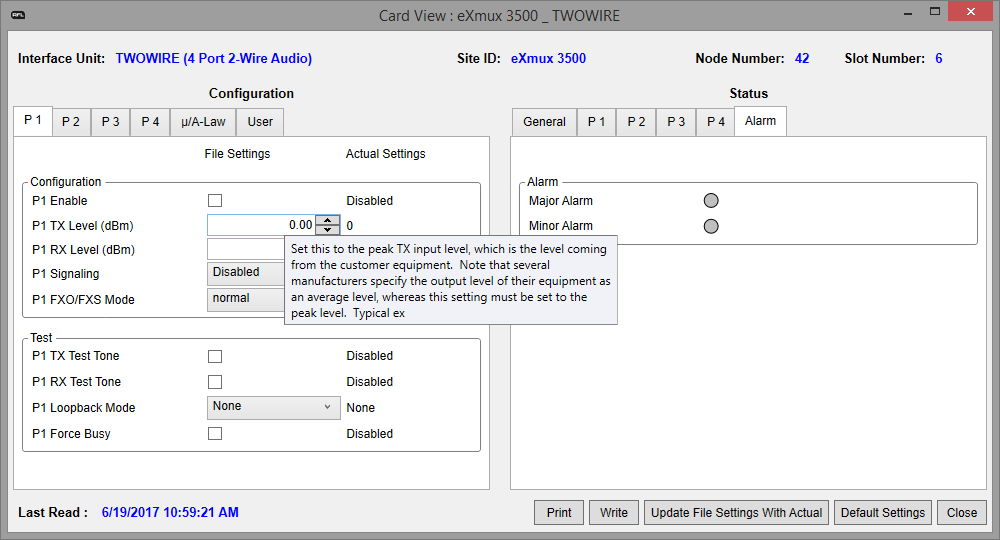 AFL
Card View : eXmux 3500 _ TWOWIRE
Interface Unit: TWOWIRE (4 Port 2-Wire Audio) Site ID: eXmux 3500 Node Number: 42 Slot Number: 6
Configuration
P 1 P 2 P 3 P 4 μ/A-Law User
File Settings Actual Settings
Configuration
P1 Enable Disabled
P1 TX Level (dBm) 0.00 0
P1 RX Level (dBm)
P1 Signaling Disabled
P1 FXO/FXS Mode normal
Set this to the peak TX input level, which is the level coming
from the customer equipment.  Note that several
manufacturers specify the output level of their equipment as
an average level, whereas this setting must be set to the
peak level.  Typical ex
Test
P1 TX Test Tone Disabled
P1 RX Test Tone Disabled
P1 Loopback Mode None None
P1 Force Busy Disabled
Status
General P 1 P 2 P 3 P 4 Alarm
Alarm
Major Alarm
Minor Alarm
Last Read : 6/19/2017 10:59:21 AM
Print Write Update File Settings With Actual Default Settings Close